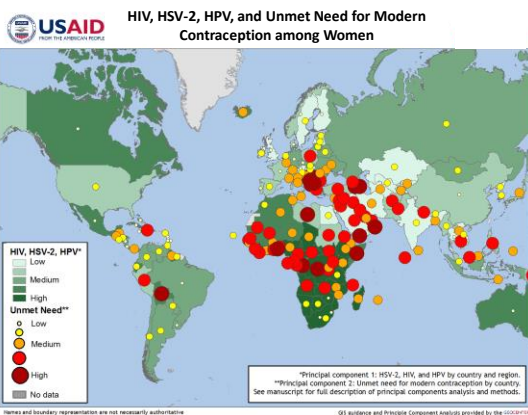 USAID
FROM THE AMERICAN PEOPLE
HIV, HSV-2, HPV, and Unmet Need for Modern
Contraception among Women
HIV, HSV-2, HPV*
Low
Medium
High
Unmet Need**
Low
Medium
High
No data
*Principal component 1: HSV-2, HIV, and HPV by country and region.
**Principal component 2: Unmet need for modern contraception by country.
See manuscript for full description of principal components analysis and methods.
Names and boundary representation are not necessarily authoritative
GIS guidance and Principle Component Analysis provided by the